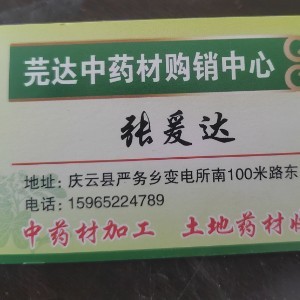 芜达中药材购销中心
张爱达
地址：庆云县严务乡变电所南100米路东
电话：15965224789
中药材加工 土地药材